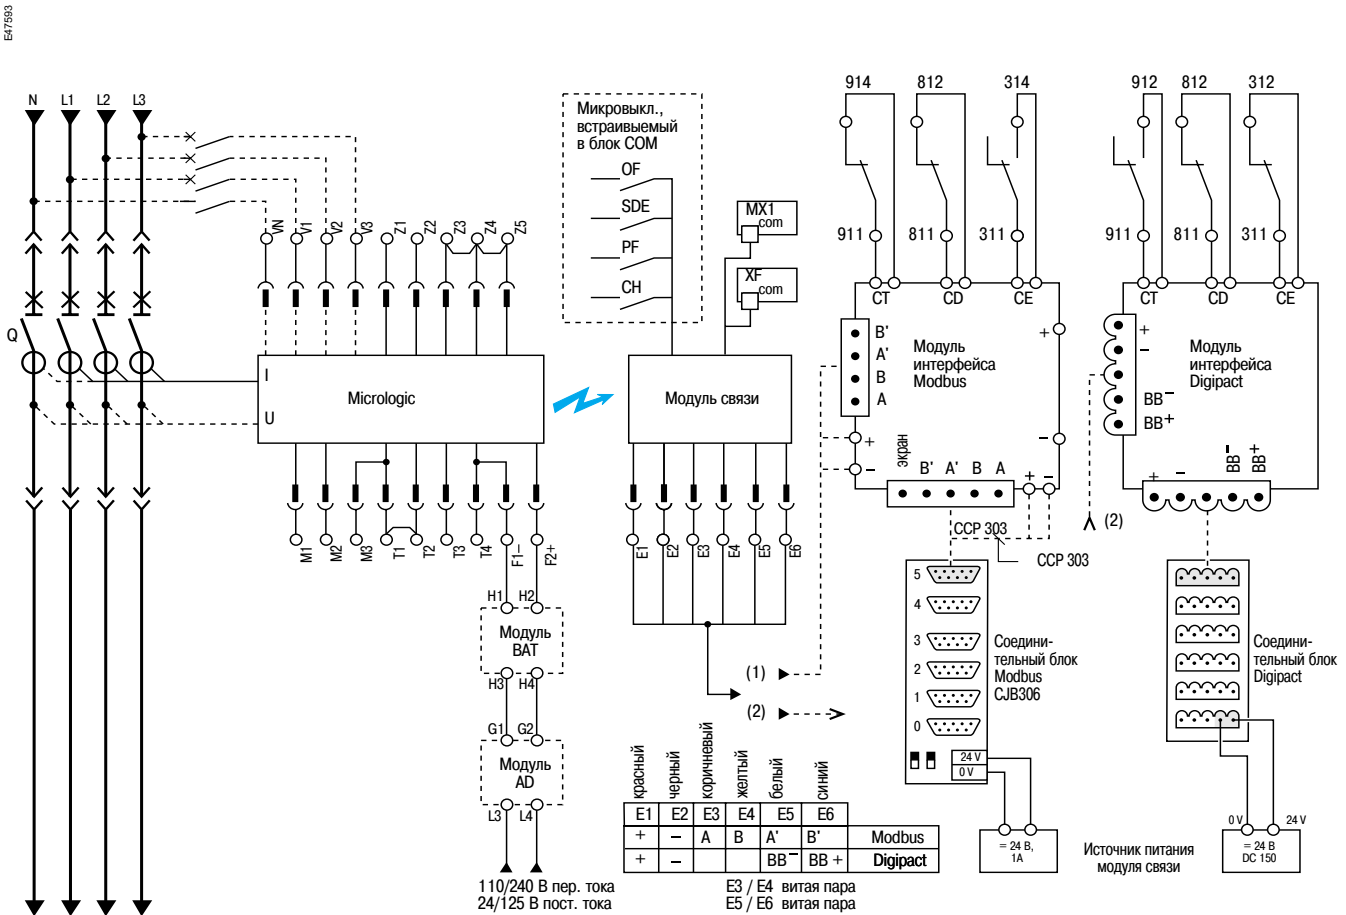 E47593
N L1 L2 L3
914 812 314
912 812 312
Микровыкл.,
встраиваемый
в блок COM
OF
SDE
PF
CH
MX1
com
XF
com
VN V1 V2 V3 Z1 Z2 Z3 Z4 Z5
911 811 311
911 811 311
CT CD CE
CT CD CE
Q
I
U
Micrologic
Модуль связи
B'
A'
B
A
+
–
Модуль
интерфейса
Modbus
+
–
экран B' A' B A + –
+
–
BB–
BB+
Модуль
интерфейса
Digipact
+ – BB– BB+
(2)
M1 M2 M3 T1 T2 T3 T4 F1– F2+
E1 E2 E3 E4 E5 E6
CCP 303
CCP 303
H1 H2
Модуль
BAT
H3 H4
G1 G2
Модуль
AD
L3 L4
110/240 В пер. тока
24/125 В пост. тока
(1)
(2)
5
4
3
2
1
0
24 V
0 V
Соедини-
тельный блок
Modbus
CJB306
Соедини-
тельный блок
Digipact
красный черный коричневый желтый белый синий
E1 E2 E3 E4 E5 E6
+ – A B A' B' Modbus
+ – BB– BB + Digipact
E3 / E4 витая пара
E5 / E6 витая пара
= 24 В,
1A
Источник питания
модуля связи
0 V 24 V
= 24 В
DC 150